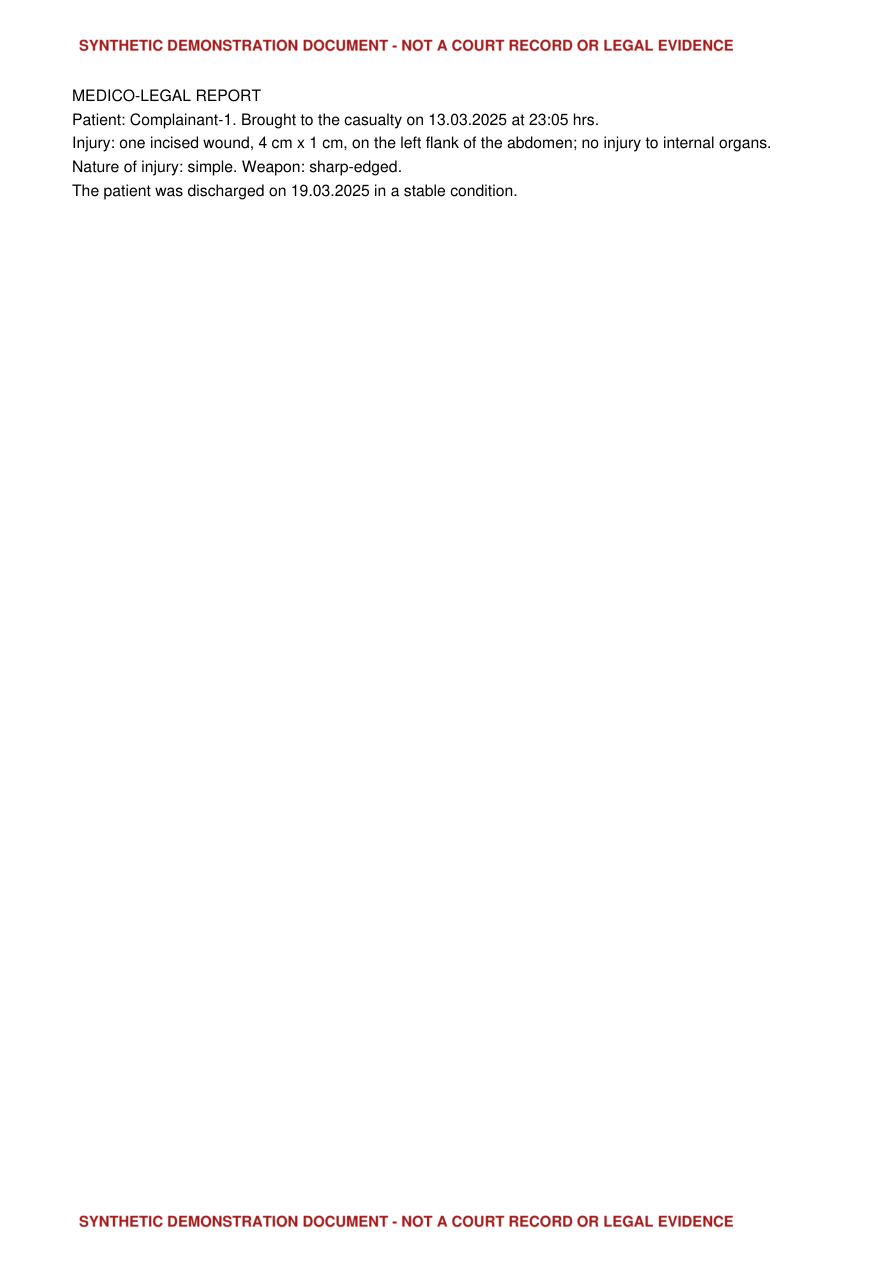 SYNTHETIC DEMONSTRATION DOCUMENT - NOT A COURT RECORD OR LEGAL EVIDENCE
MEDICO-LEGAL REPORT
Patient: Complainant-1. Brought to the casualty on 13.03.2025 at 23:05 hrs.
Injury: one incised wound, 4 cm x 1 cm, on the left flank of the abdomen; no injury to internal organs.
Nature of injury: simple. Weapon: sharp-edged.
The patient was discharged on 19.03.2025 in a stable condition.
SYNTHETIC DEMONSTRATION DOCUMENT - NOT A COURT RECORD OR LEGAL EVIDENCE